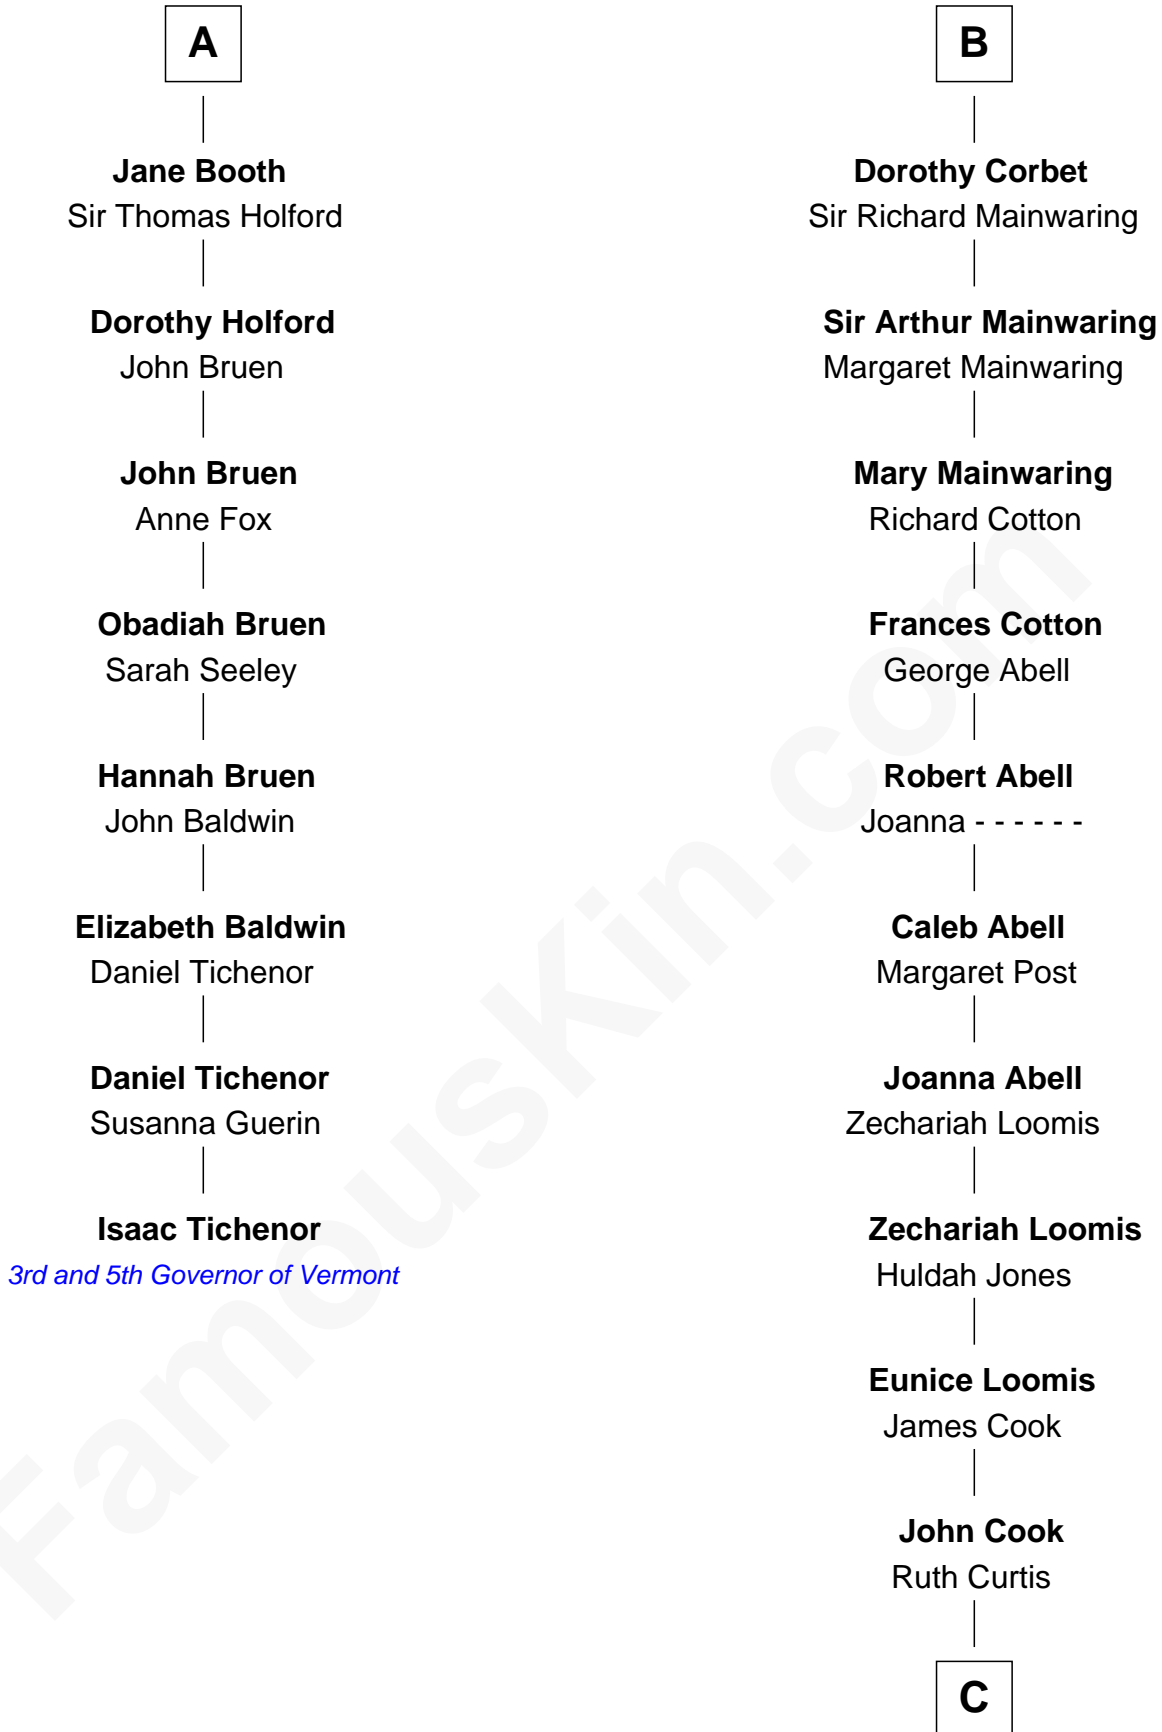 A
Jane Booth
Sir Thomas Holford
Dorothy Holford
John Bruen
John Bruen
Anne Fox
Obadiah Bruen
Sarah Seeley
Hannah Bruen
John Baldwin
Elizabeth Baldwin
Daniel Tichenor
Daniel Tichenor
Susanna Guerin
Isaac Tichenor
3rd and 5th Governor of Vermont
B
Dorothy Corbet
Sir Richard Mainwaring
Sir Arthur Mainwaring
Margaret Mainwaring
Mary Mainwaring
Richard Cotton
Frances Cotton
George Abell
Robert Abell
Joanna - - - - - -
Caleb Abell
Margaret Post
Joanna Abell
Zechariah Loomis
Zechariah Loomis
Huldah Jones
Eunice Loomis
James Cook
John Cook
Ruth Curtis
C
FamousKin.com